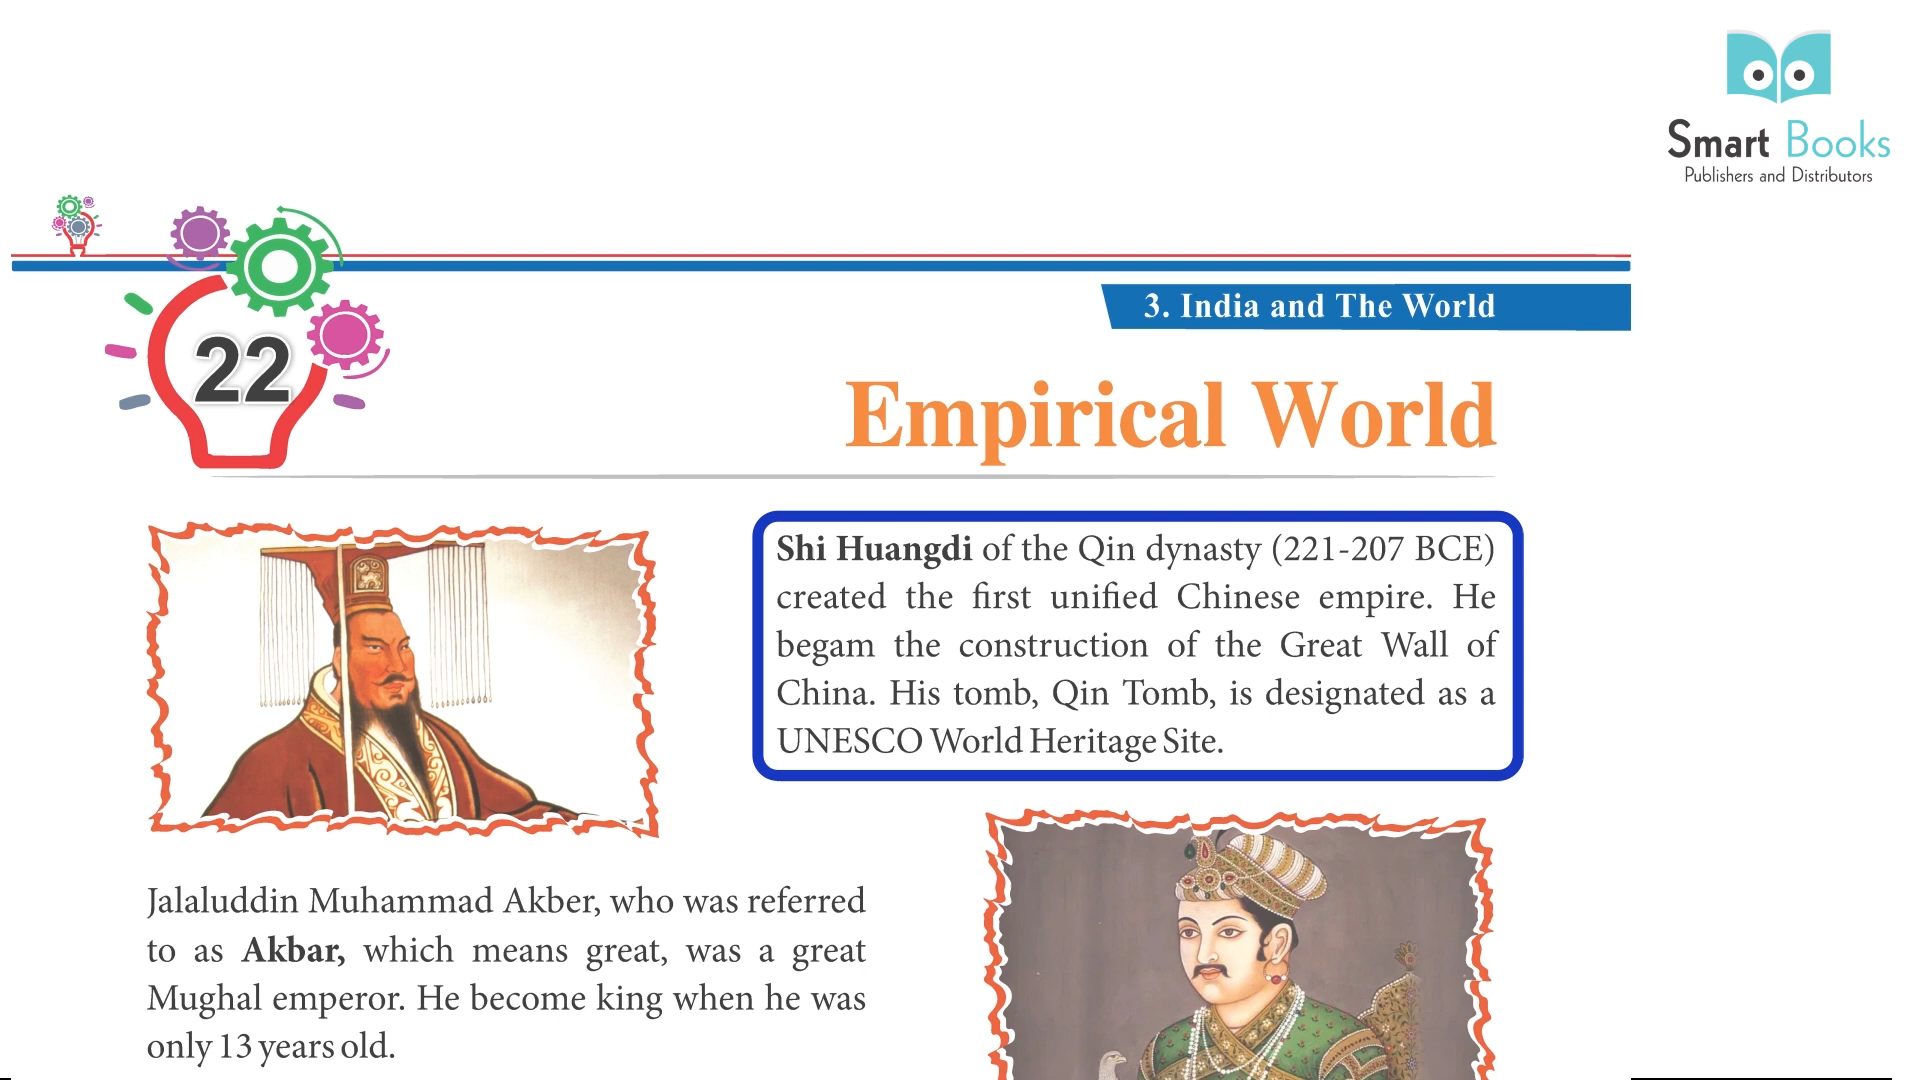 Smart Books
Publishers and Distributors
3. India and The World
22
Empirical World
Shi Huangdi of the Qin dynasty (221-207 BCE)
created the first unified Chinese empire. He
begam the construction of the Great Wall of
China. His tomb, Qin Tomb, is designated as a
UNESCO World Heritage Site.
Jalaluddin Muhammad Akber, who was referred
to as Akbar, which means great, was a great
Mughal emperor. He become king when he was
only 13 years old.